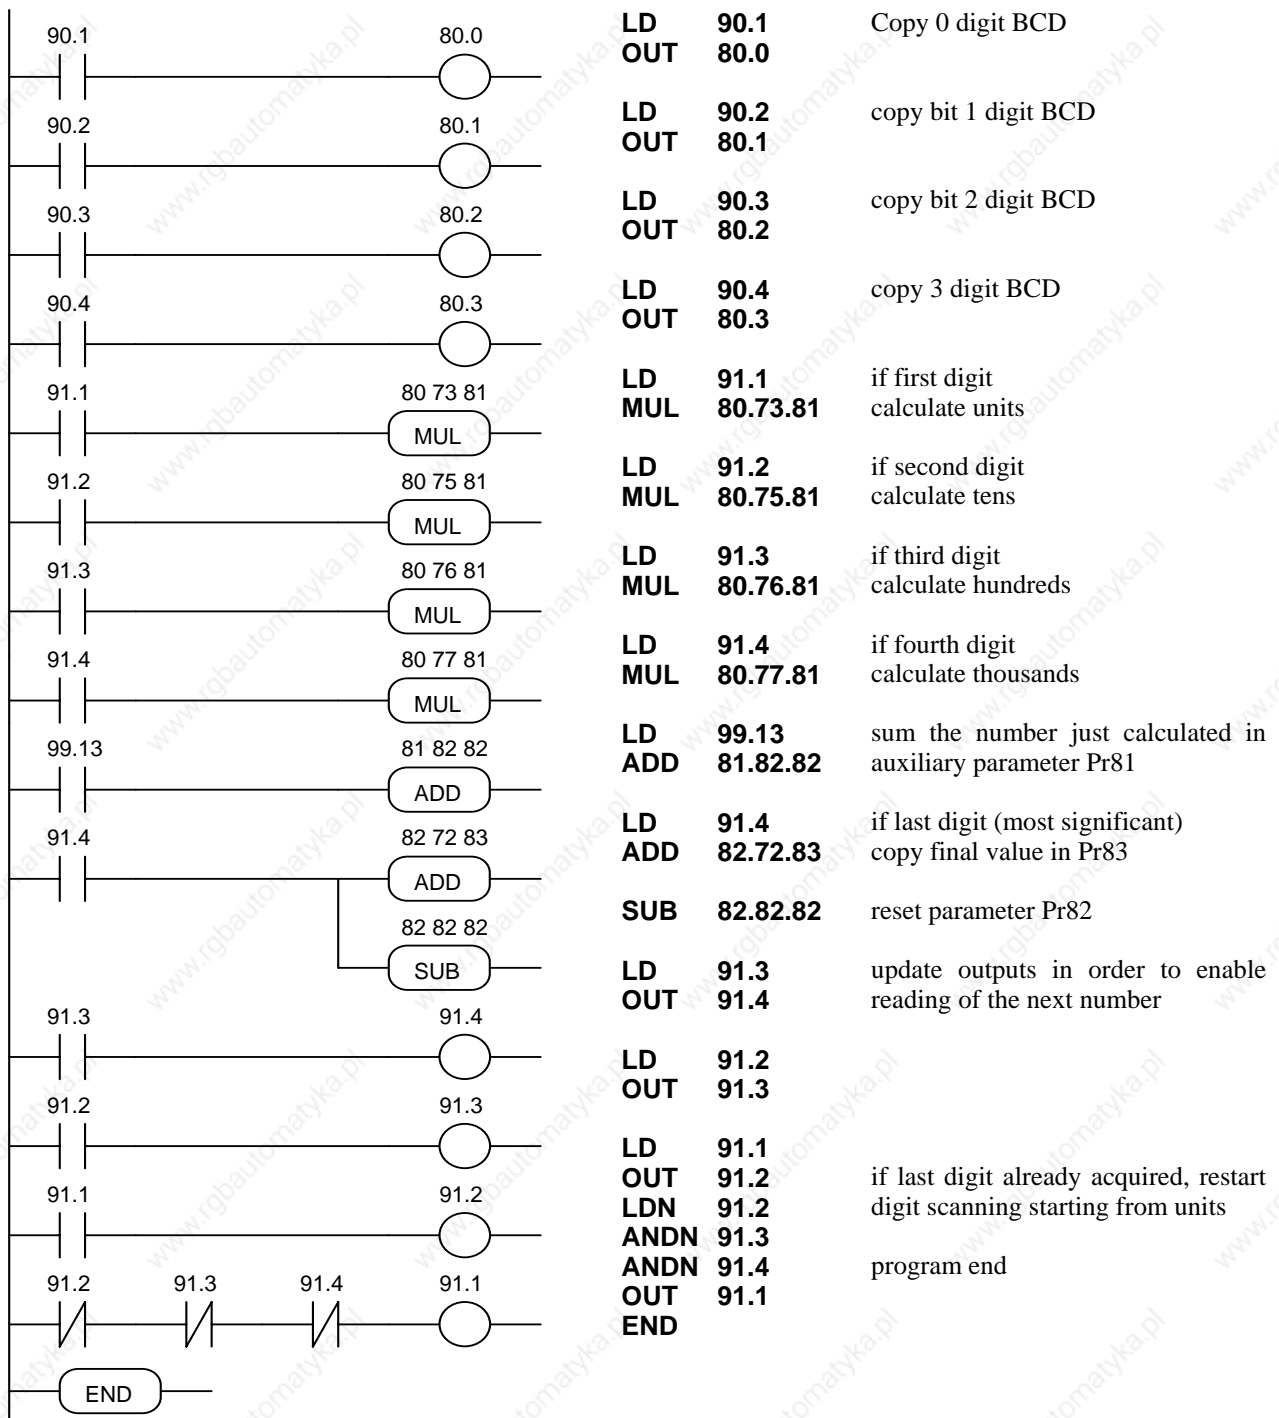 90.1 80.0 LD 90.1 Copy 0 digit BCD
OUT 80.0
90.2 80.1 LD 90.2 copy bit 1 digit BCD
OUT 80.1
90.3 80.2 LD 90.3 copy bit 2 digit BCD
OUT 80.2
90.4 80.3 LD 90.4 copy 3 digit BCD
OUT 80.3
91.1 80 73 81 LD 91.1 if first digit
MUL MUL 80.73.81 calculate units
91.2 80 75 81 LD 91.2 if second digit
MUL MUL 80.75.81 calculate tens
91.3 80 76 81 LD 91.3 if third digit
MUL MUL 80.76.81 calculate hundreds
91.4 80 77 81 LD 91.4 if fourth digit
MUL MUL 80.77.81 calculate thousands
99.13 81 82 82 LD 99.13 sum the number just calculated in
ADD ADD 81.82.82 auxiliary parameter Pr81
91.4 82 72 83 LD 91.4 if last digit (most significant)
ADD ADD 82.72.83 copy final value in Pr83
82 82 82 SUB 82.82.82 reset parameter Pr82
SUB LD 91.3 update outputs in order to enable
OUT 91.4 reading of the next number
91.3 91.4
LD 91.2
OUT 91.3
91.2 91.3
LD 91.1
OUT 91.2 if last digit already acquired, restart
91.1 91.2 LDN 91.2 digit scanning starting from units
ANDN 91.3
ANDN 91.4 program end
91.2 91.3 91.4 91.1 OUT 91.1
END
END
www.rgbautomatyka.pl